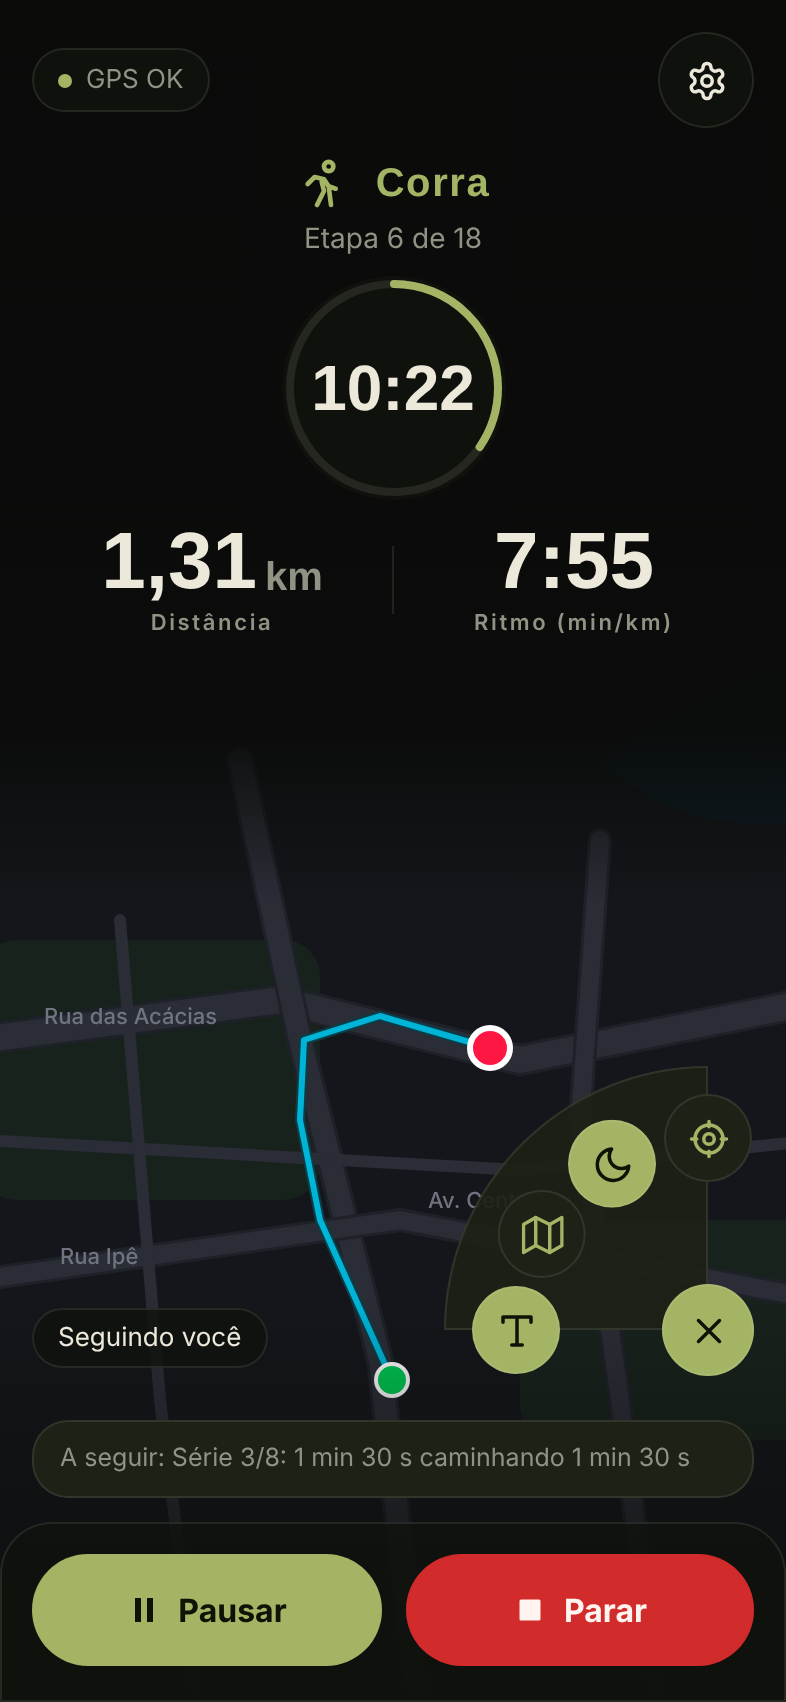 GPS OK
Corra
Etapa 6 de 18
10:22
1,31 km
Distância
7:55
Ritmo (min/km)
Rua das Acácias
Av. Cent
Rua Ipê
Seguindo você
A seguir: Série 3/8: 1 min 30 s caminhando 1 min 30 s
Pausar
Parar